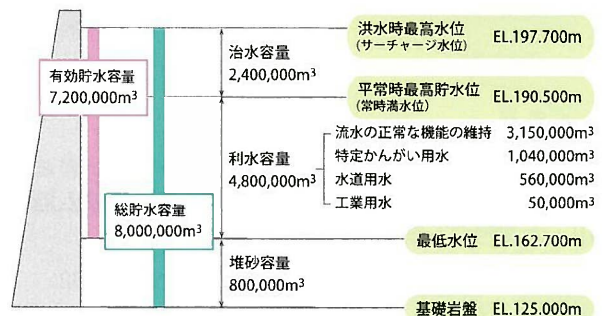 洪水時最高水位
(サーチャージ水位)
EL.197.700m
治水容量
2,400,000m³
有効貯水容量
7,200,000m³
平常時最高貯水位
(常時満水位)
EL.190.500m
流水の正常な機能の維持 3,150,000m³
特定かんがい用水 1,040,000m³
水道用水 560,000m³
工業用水 50,000m³
利水容量
4,800,000m³
総貯水容量
8,000,000m³
最低水位 EL.162.700m
堆砂容量
800,000m³
基礎岩盤 EL.125.000m